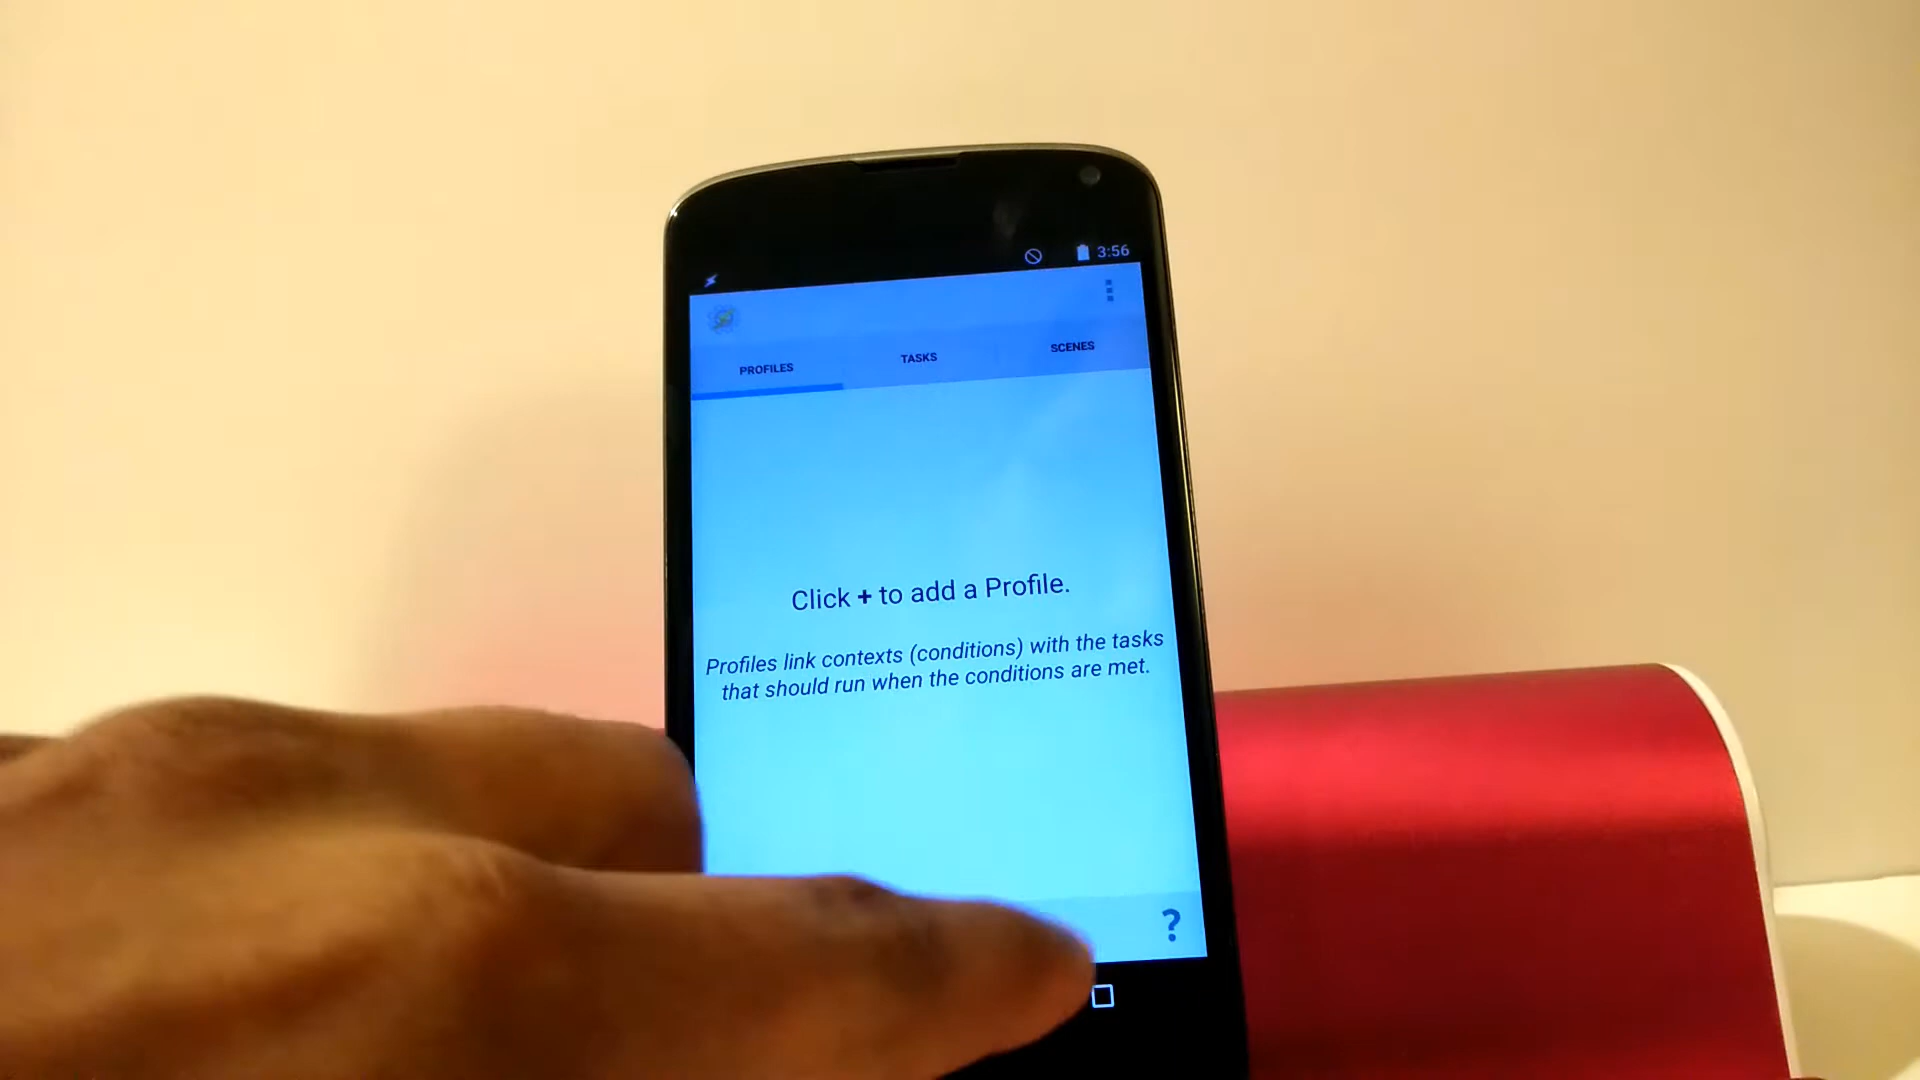 3:56
PROFILES TASKS SCENES
Click + to add a Profile.
Profiles link contexts (conditions) with the tasks
that should run when the conditions are met.
?